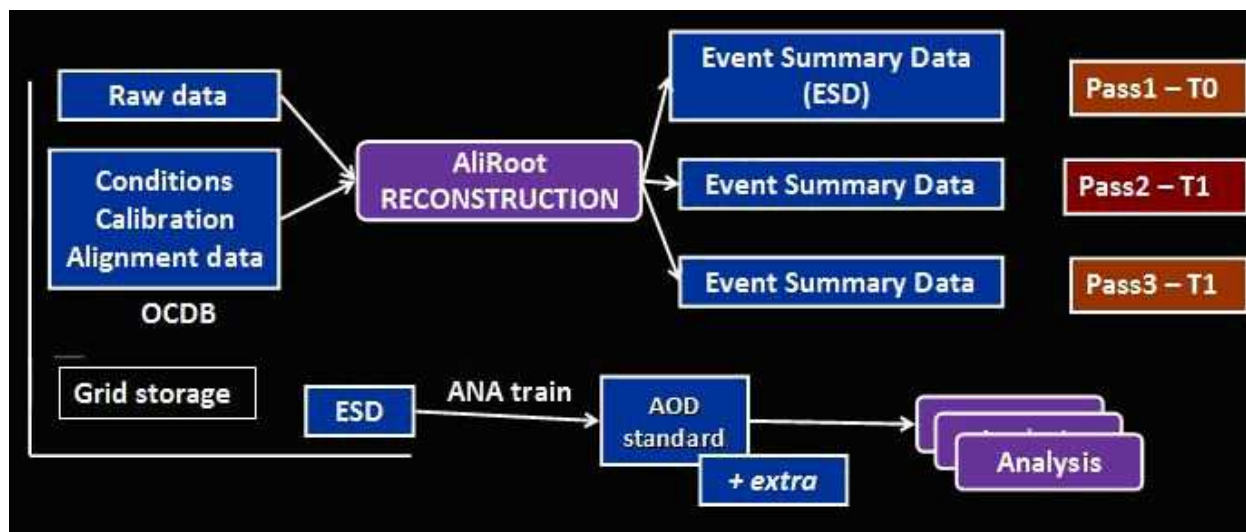 Raw data
Conditions
Calibration
Alignment data
OCDB
AliRoot
RECONSTRUCTION
Event Summary Data
(ESD)
Event Summary Data
Event Summary Data
Pass1 – T0
Pass2 – T1
Pass3 – T1
Grid storage
ESD
ANA train
AOD
standard
+ extra
Analysis